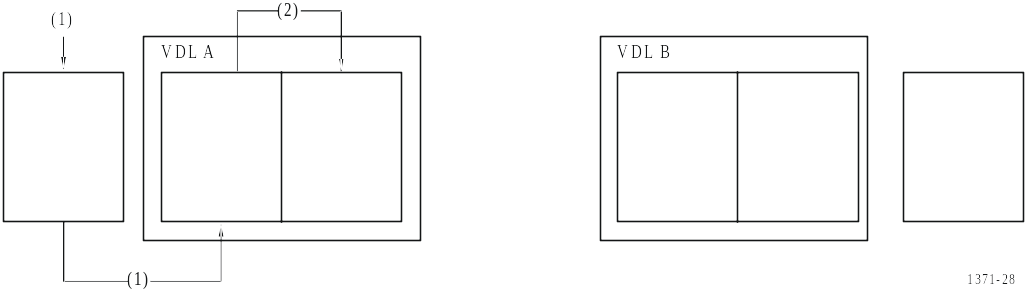 (2)
(1)
VDL A
VDL B
(1)
1371-28